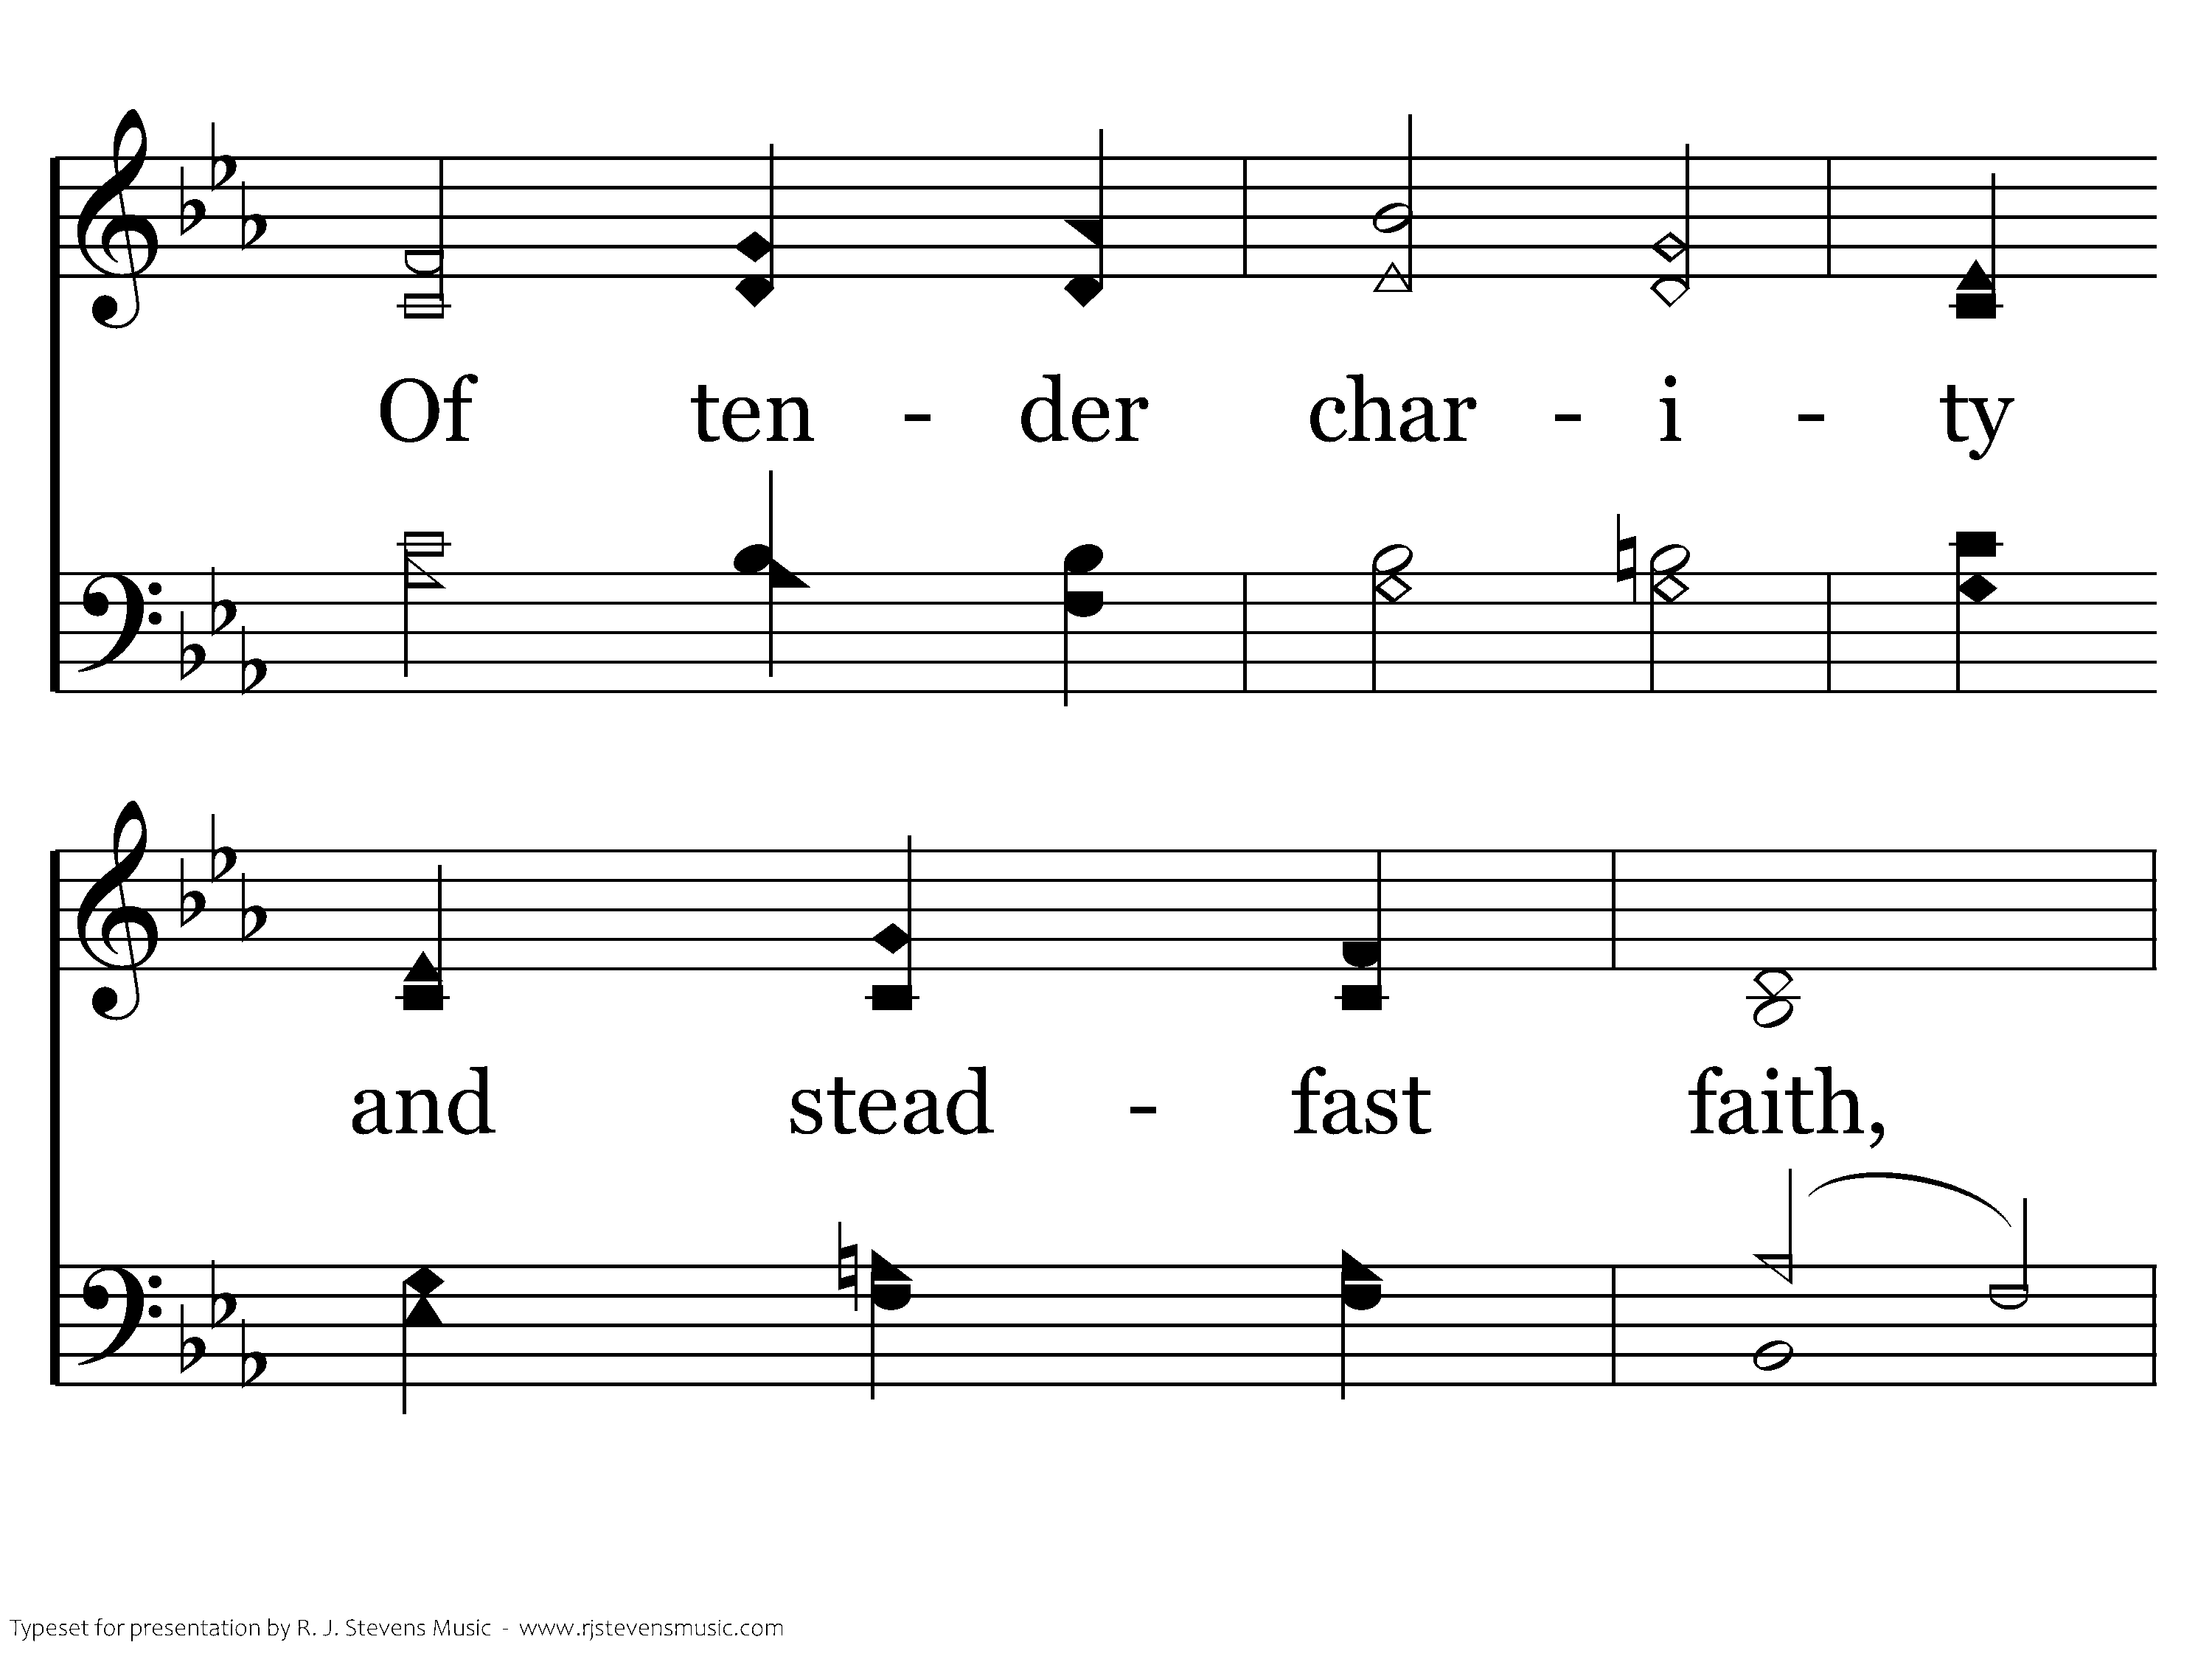 Of ten - der char - i - ty
and stead - fast faith,
Typeset for presentation by R. J. Stevens Music - www.rjstevensmusic.com